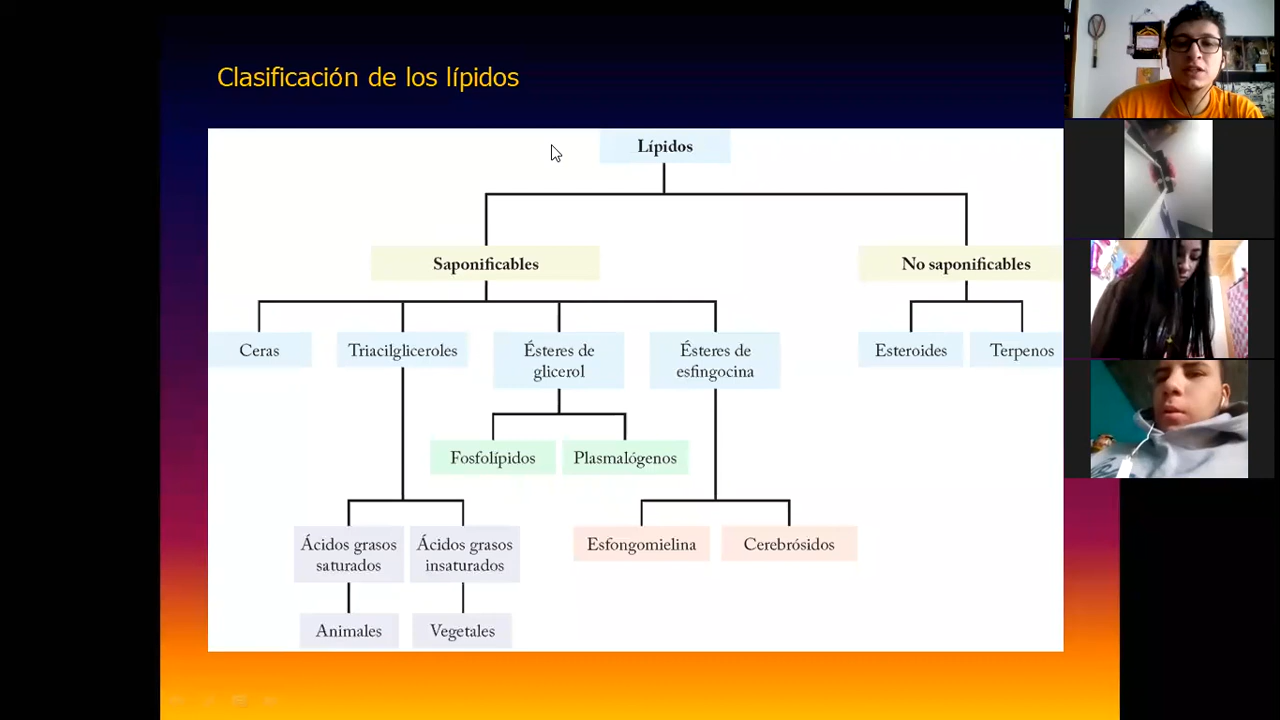 Clasificación de los lípidos
Lípidos
Saponificables
No saponificables
Ceras
Triacilgliceroles
Ésteres de
glicerol
Ésteres de
esfingocina
Esteroides
Terpenos
Fosfolípidos
Plasmalógenos
Ácidos grasos
saturados
Ácidos grasos
insaturados
Esfongomielina
Cerebrósidos
Animales
Vegetales